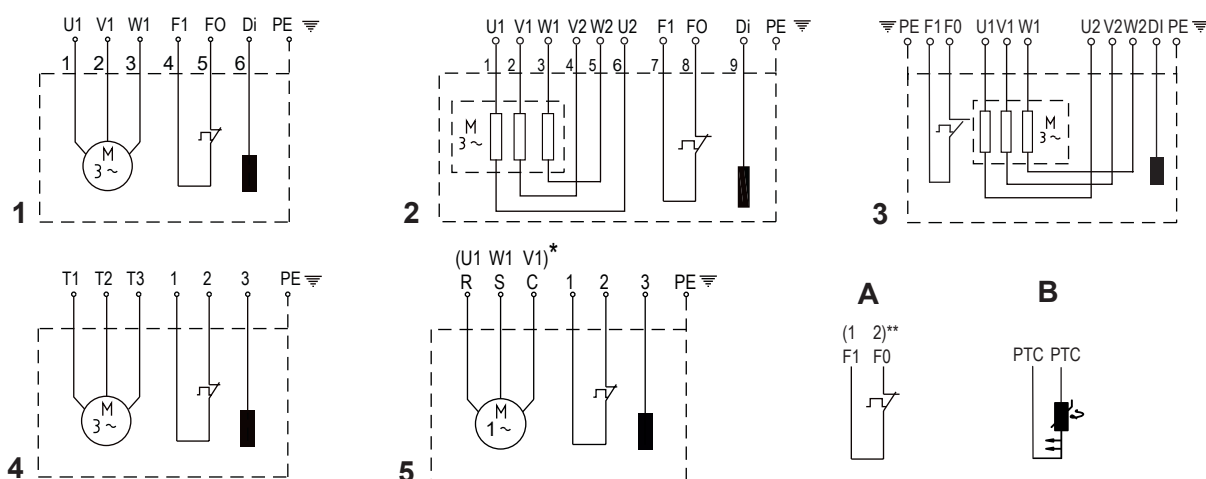 U1 V1 W1 F1 FO Di PE
1 2 3 4 5 6
M
3 ~
1
U1 V1 W1 V2 W2 U2 F1 FO Di PE
1 2 3 4 5 6 7 8 9
M
3 ~
2
PE F1 F0 U1 V1 W1 U2 V2 W2 DI PE
M
3 ~
3
T1 T2 T3 1 2 3 PE
M
3 ~
4
(U1 W1 V1)*
R S C 1 2 3 PE
M
1 ~
5
A
(1 2)**
F1 F0
B
PTC PTC